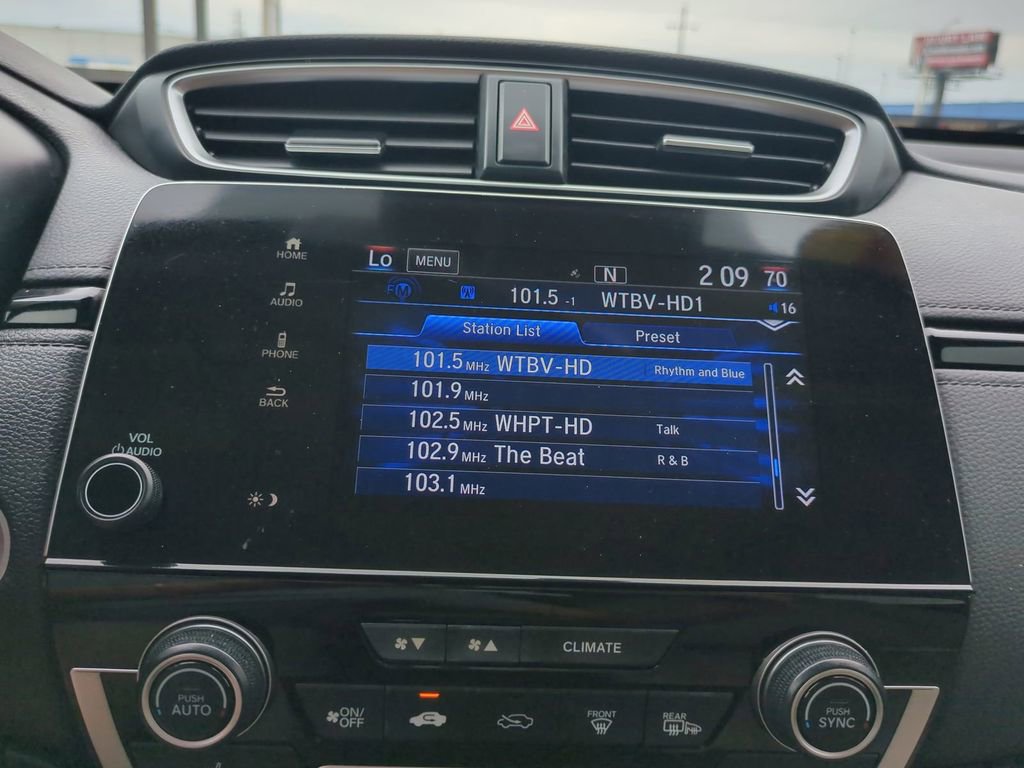 HOME
AUDIO
PHONE
BACK
VOL
AUDIO
Lo MENU N 2 09 70
FM 101.5 -1 WTBV-HD1 16
Station List Preset
101.5 MHZ WTBV-HD Rhythm and Blue
101.9 MHZ
102.5 MHZ WHPT-HD Talk
102.9 MHZ The Beat R & B
103.1 MHZ
CLIMATE
PUSH
AUTO
ON/
OFF
FRONT
REAR
PUSH
SYNC